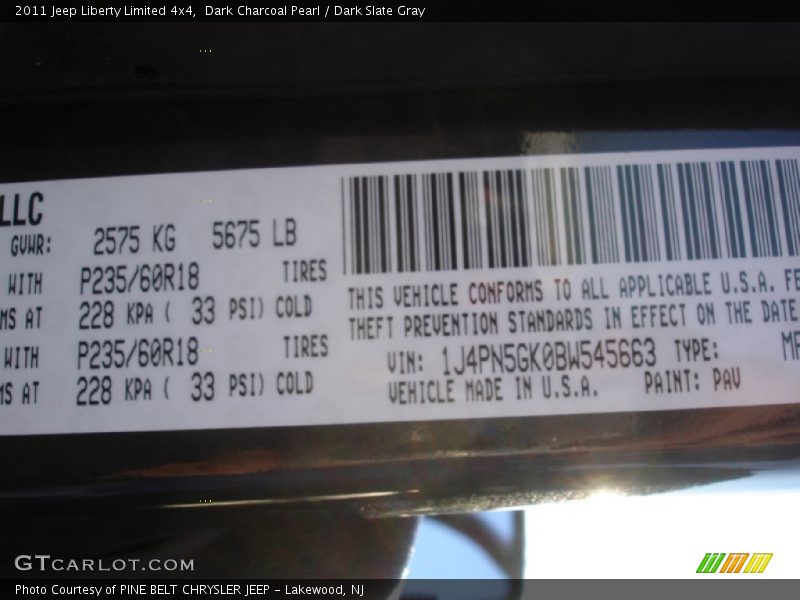 2011 Jeep Liberty Limited 4x4,  Dark Charcoal Pearl / Dark Slate Gray
LLC
GVWR: 2575 KG 5675 LB
WITH P235/60R18 TIRES
MS AT 228 KPA ( 33 PSI) COLD
WITH P235/60R18 TIRES
MS AT 228 KPA ( 33 PSI) COLD
THIS VEHICLE CONFORMS TO ALL APPLICABLE U.S.A. FE
THEFT PREVENTION STANDARDS IN EFFECT ON THE DATE
VIN: 1J4PN5GK0BW545663 TYPE: MP
VEHICLE MADE IN U.S.A. PAINT: PAV
GTCARLOT.COM
Photo Courtesy of PINE BELT CHRYSLER JEEP - Lakewood, NJ